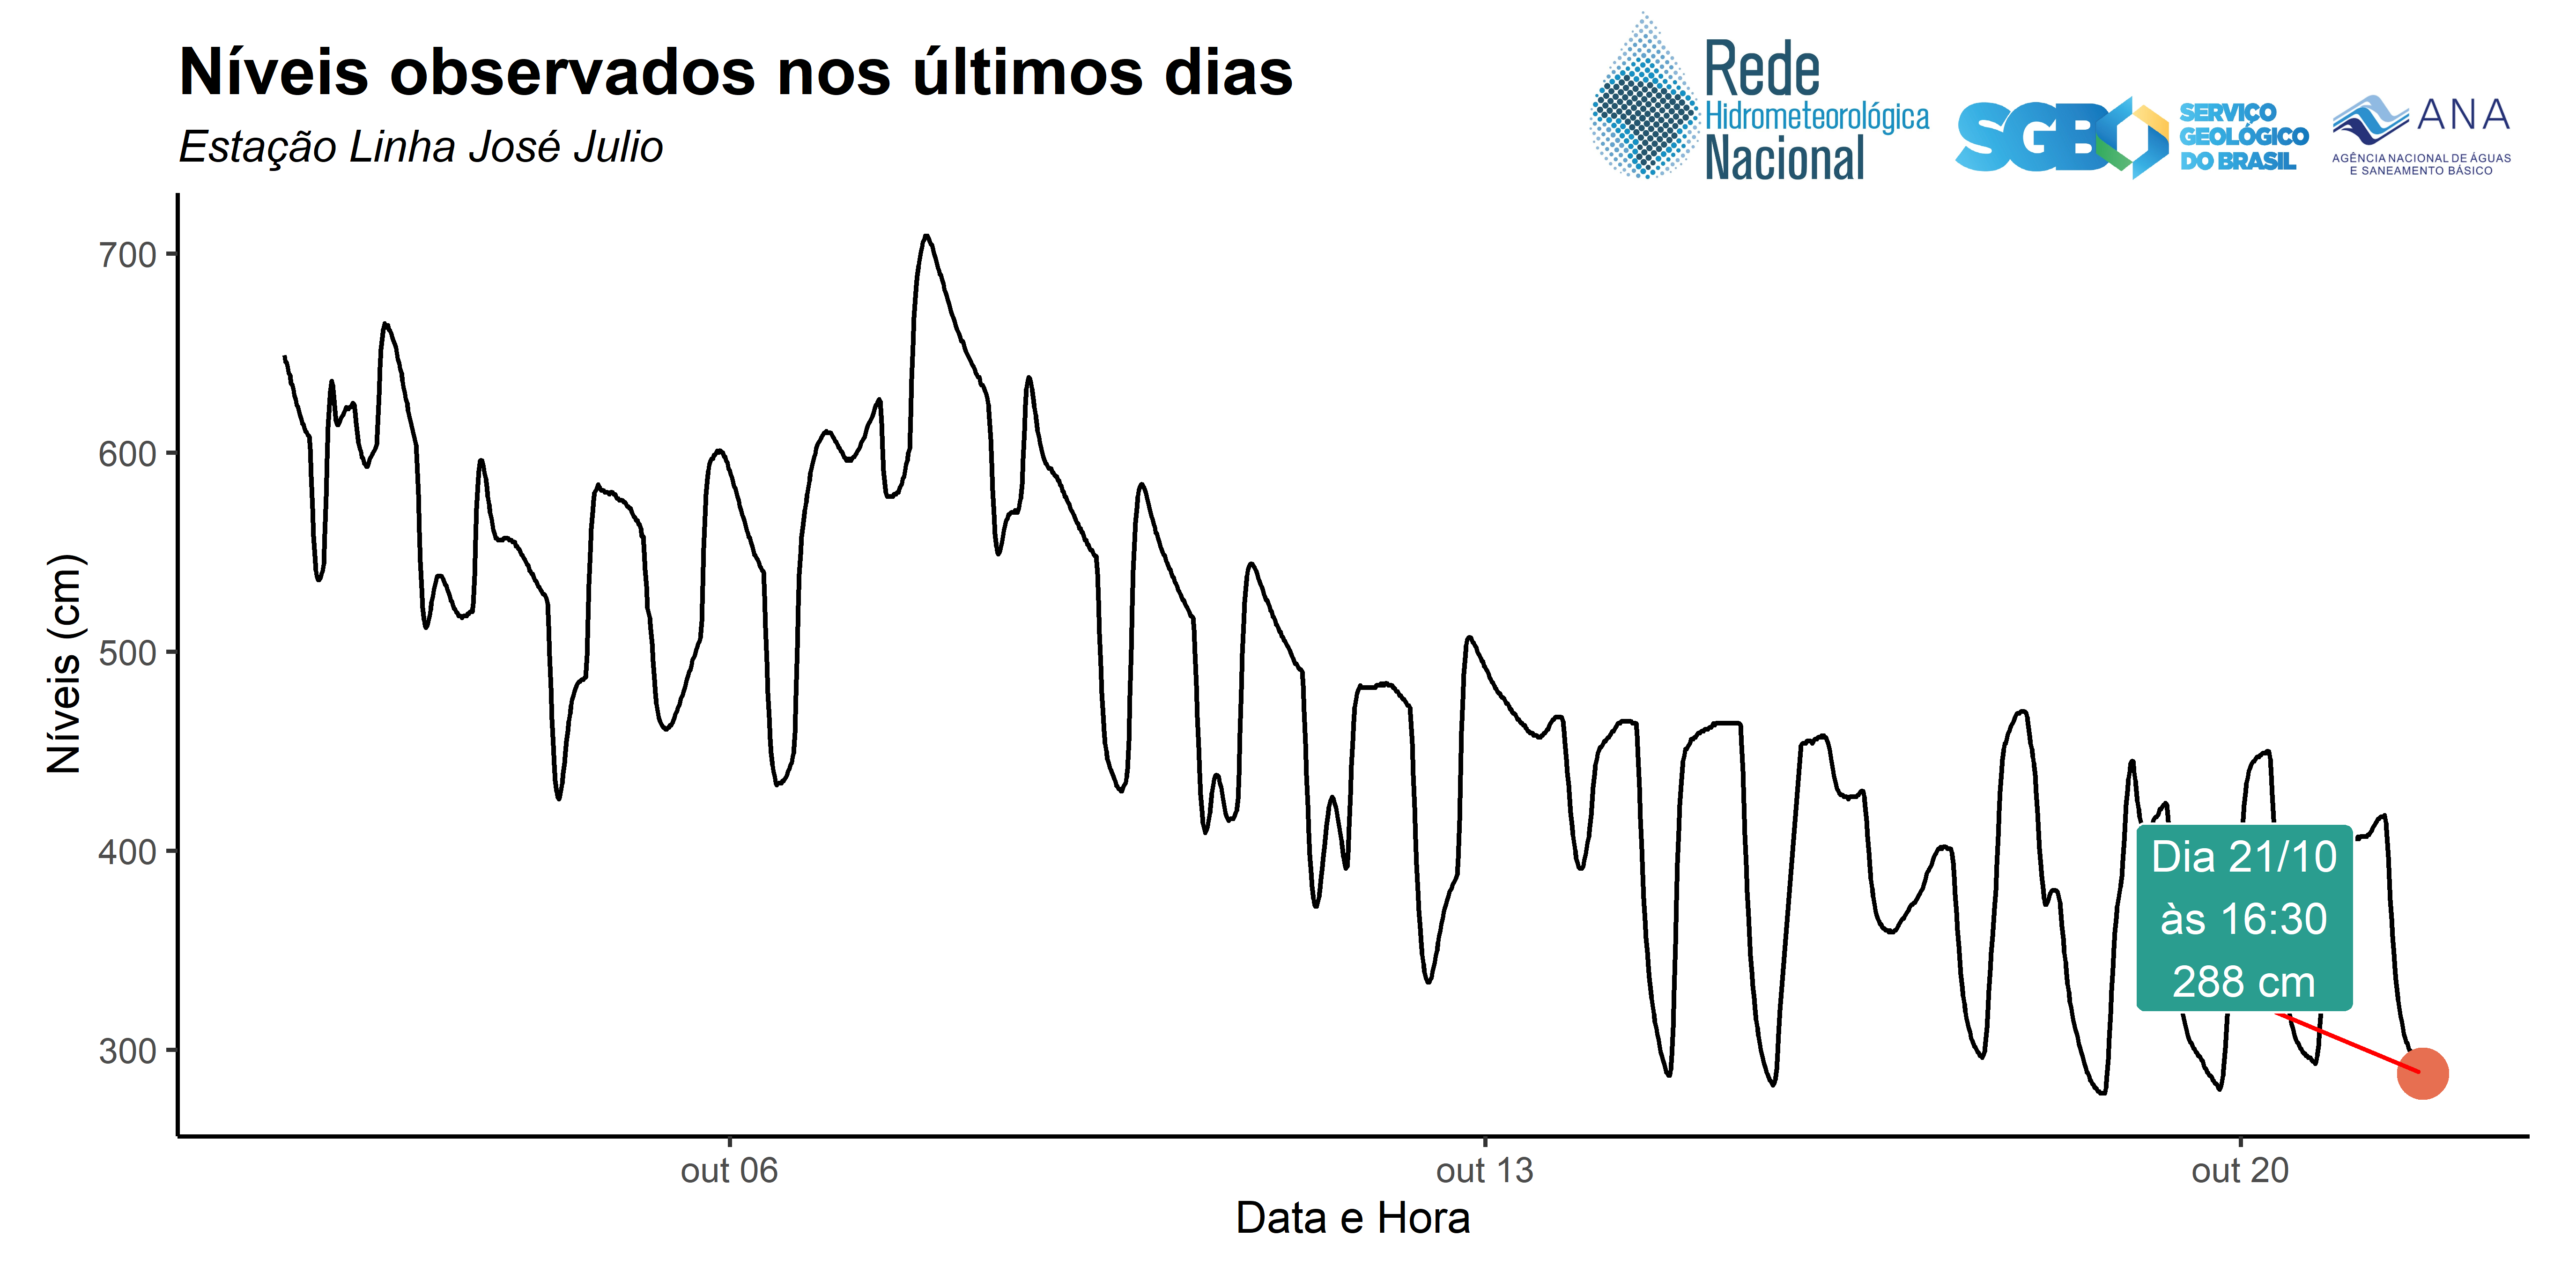 Níveis observados nos últimos dias
Estação Linha José Julio
Rede
Hidrometeorológica
Nacional
SGB
SERVIÇO
GEOLÓGICO
DO BRASIL
ANA
AGÊNCIA NACIONAL DE ÁGUAS
E SANEAMENTO BÁSICO
Níveis (cm)
700
600
500
400
300
Dia 21/10
às 16:30
288 cm
out 06
out 13
out 20
Data e Hora